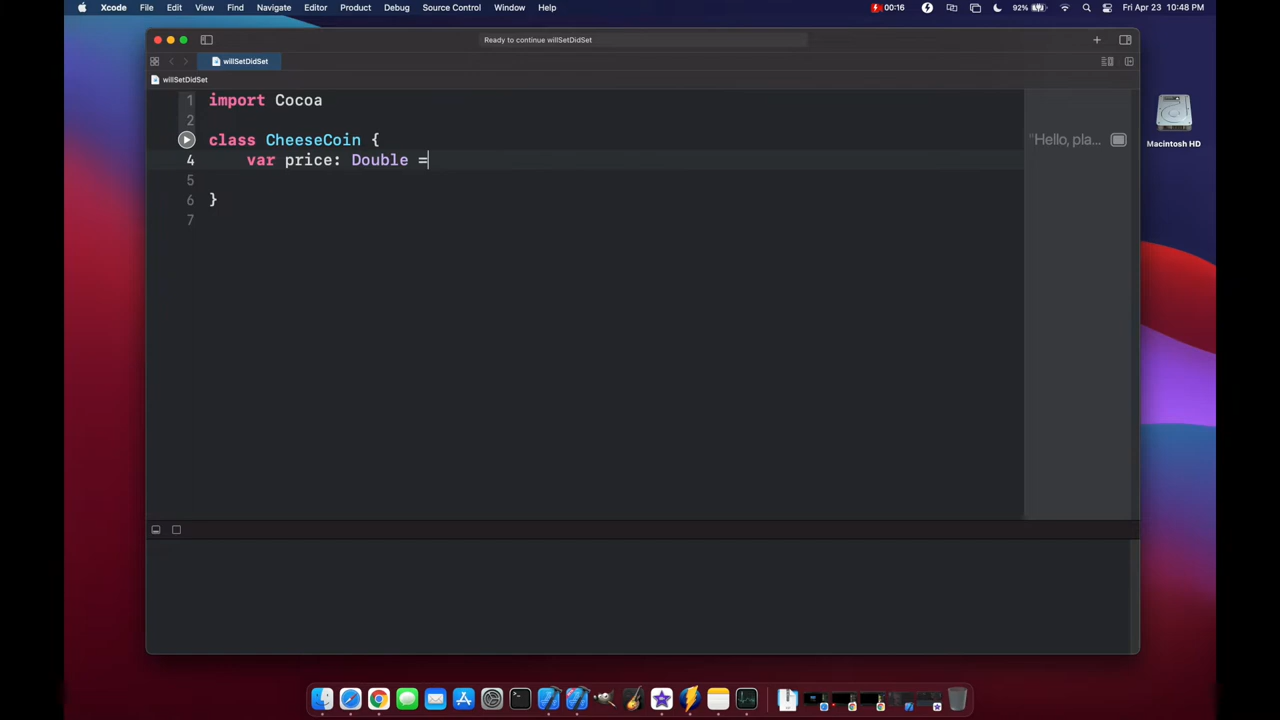 Xcode File Edit View Find Navigate Editor Product Debug Source Control Window Help 00:16 92% Fri Apr 23 10:48 PM
Ready to continue willSetDidSet
willSetDidSet
willSetDidSet
1 import Cocoa
2
class CheeseCoin {
"Hello, pla...
4 var price: Double =
5
6 }
7
Macintosh HD